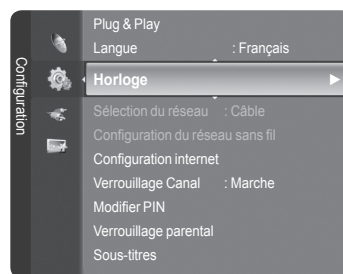 Configuration
Plug & Play
Langue : Français
Horloge
Sélection du réseau : Câble
Configuration du réseau sans fil
Configuration internet
Verrouillage Canal : Marche
Modifier PIN
Verrouillage parental
Sous-titres